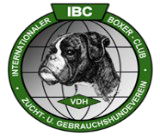 IBC
INTERNATIONALER BOXER-CLUB
VDH
ZUCHT- U. GEBRAUCHSHUNDEVEREIN